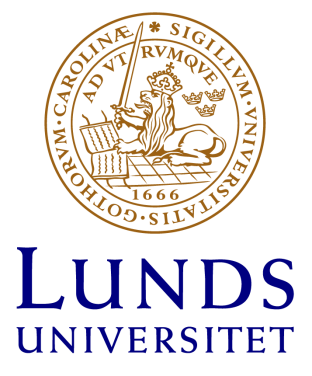 * SIGILLVM·VNIVERSITATIS·GOTHORVM·CAROLINÆ
AD VTRVMQVE
1666
LUNDS
UNIVERSITET